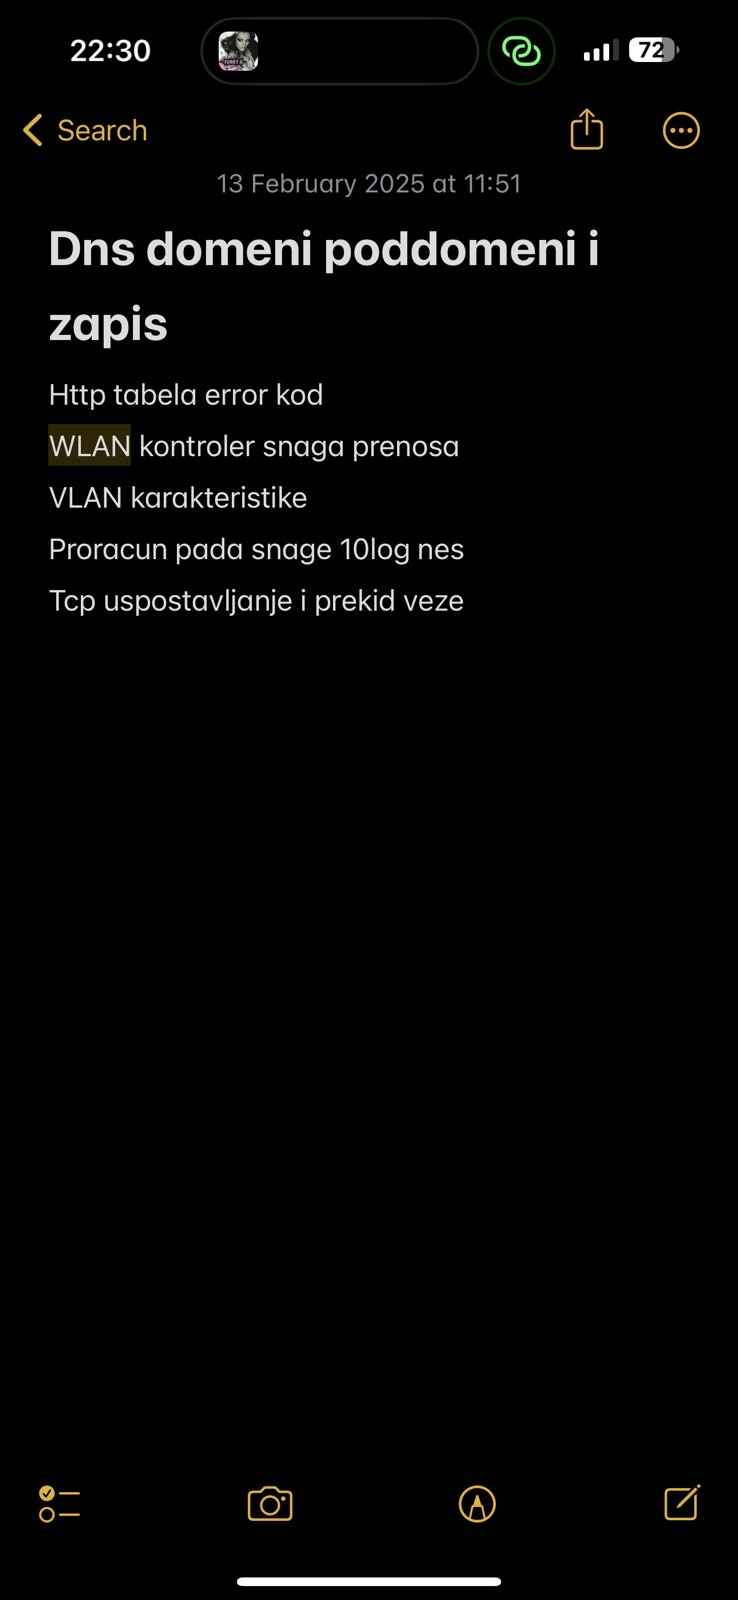 22:30
72
Search
13 February 2025 at 11:51
Dns domeni poddomeni i
zapis
Http tabela error kod
WLAN kontroler snaga prenosa
VLAN karakteristike
Proracun pada snage 10log nes
Tcp uspostavljanje i prekid veze